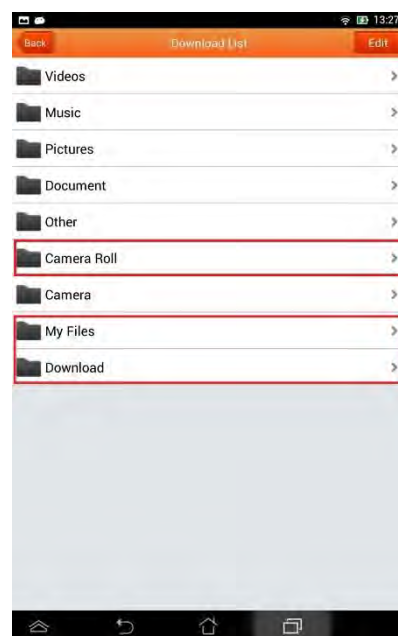 13:27
Back Download List Edit
Videos
Music
Pictures
Document
Other
Camera Roll
Camera
My Files
Download